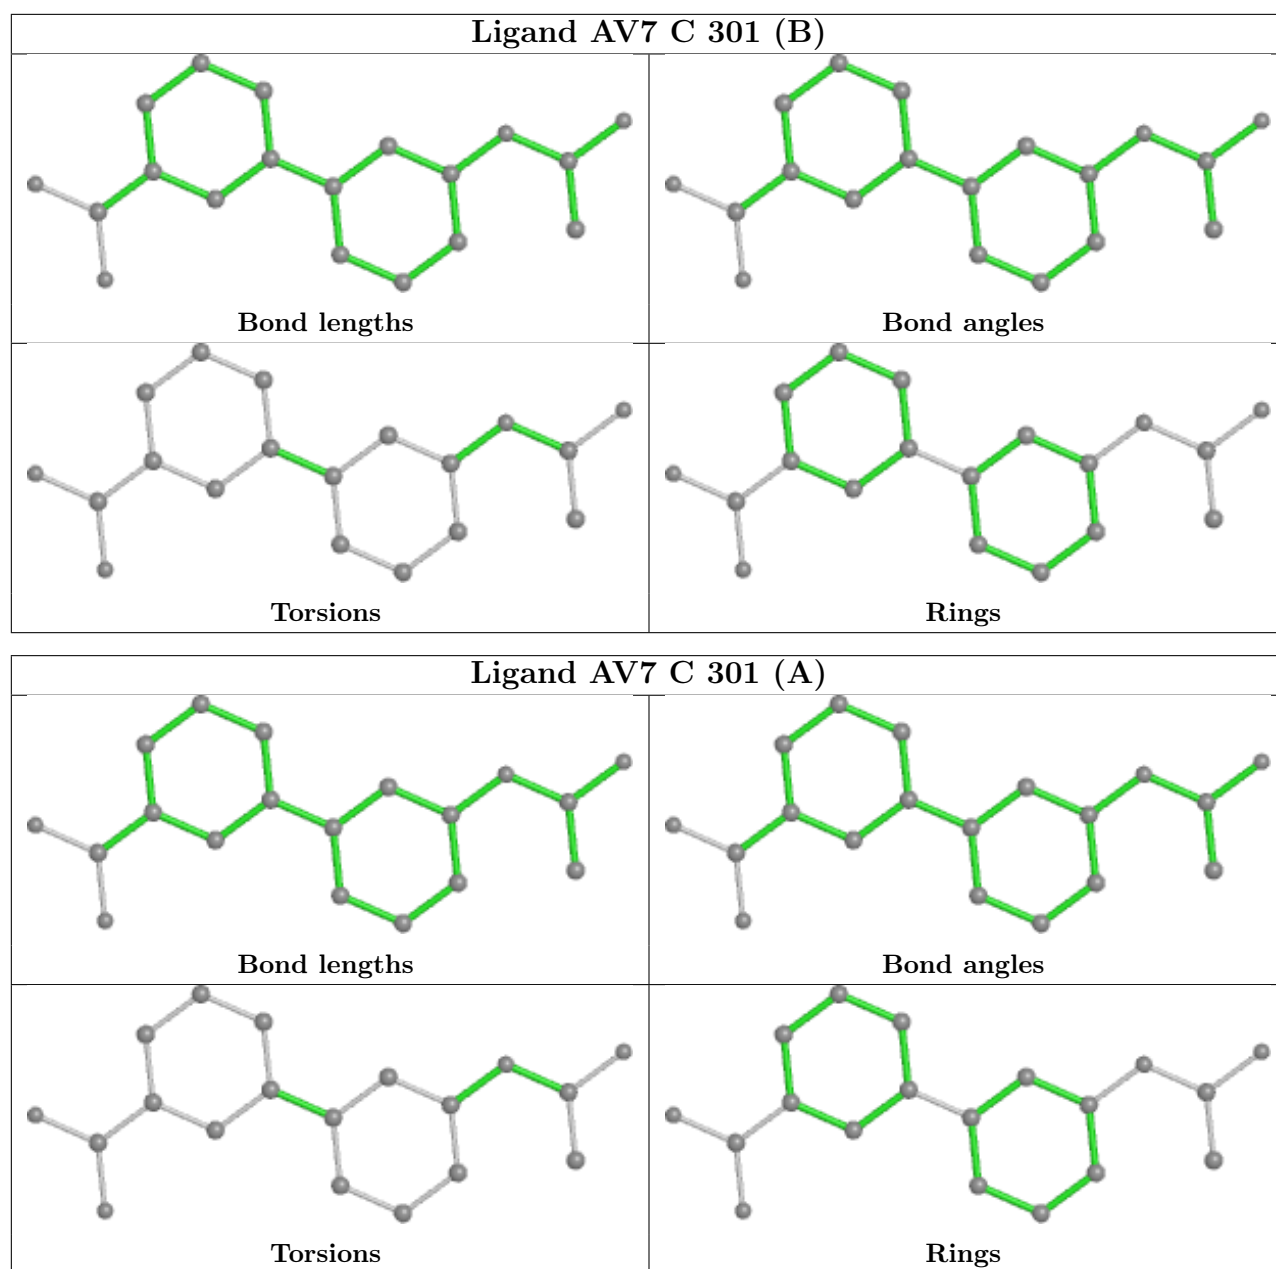 Ligand AV7 C 301 (B)
Bond lengths
Bond angles
Torsions
Rings
Ligand AV7 C 301 (A)
Bond lengths
Bond angles
Torsions
Rings